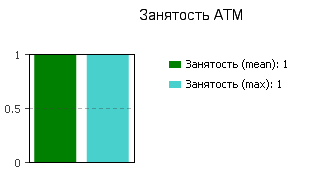 Занятость ATM
1
0.5
0
Занятость (mean): 1
Занятость (max): 1